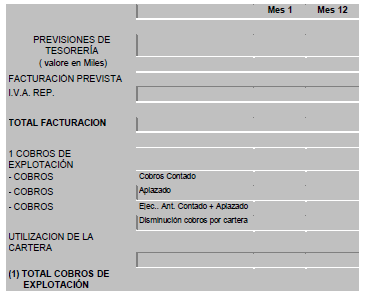 Mes 1 Mes 12
PREVISIONES DE
TESORERÍA
( valore en Miles)
FACTURACIÓN PREVISTA
I.V.A. REP.
TOTAL FACTURACION
1 COBROS DE
EXPLOTACIÓN
- COBROS Cobros Contado
- COBROS Aplazado
- COBROS Ejec.. Ant. Contado + Aplazado
Disminución cobros por cartera
UTILIZACION DE LA
CARTERA
(1) TOTAL COBROS DE
EXPLOTACIÓN